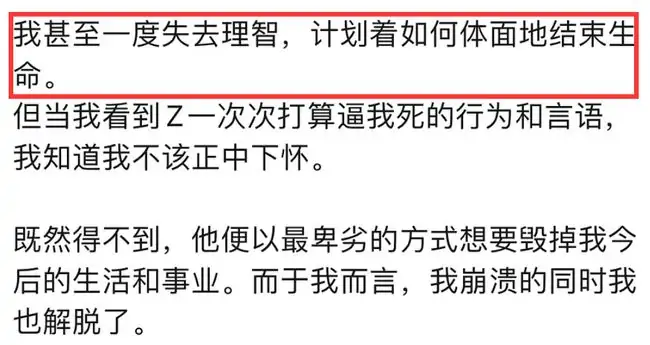 我甚至一度失去理智，计划着如何体面地结束生
命。
但当我看到Z一次次打算逼我死的行为和言语，
我知道我不该正中下怀。
既然得不到，他便以最卑劣的方式想要毁掉我今
后的生活和事业。而于我而言，我崩溃的同时我
也解脱了。